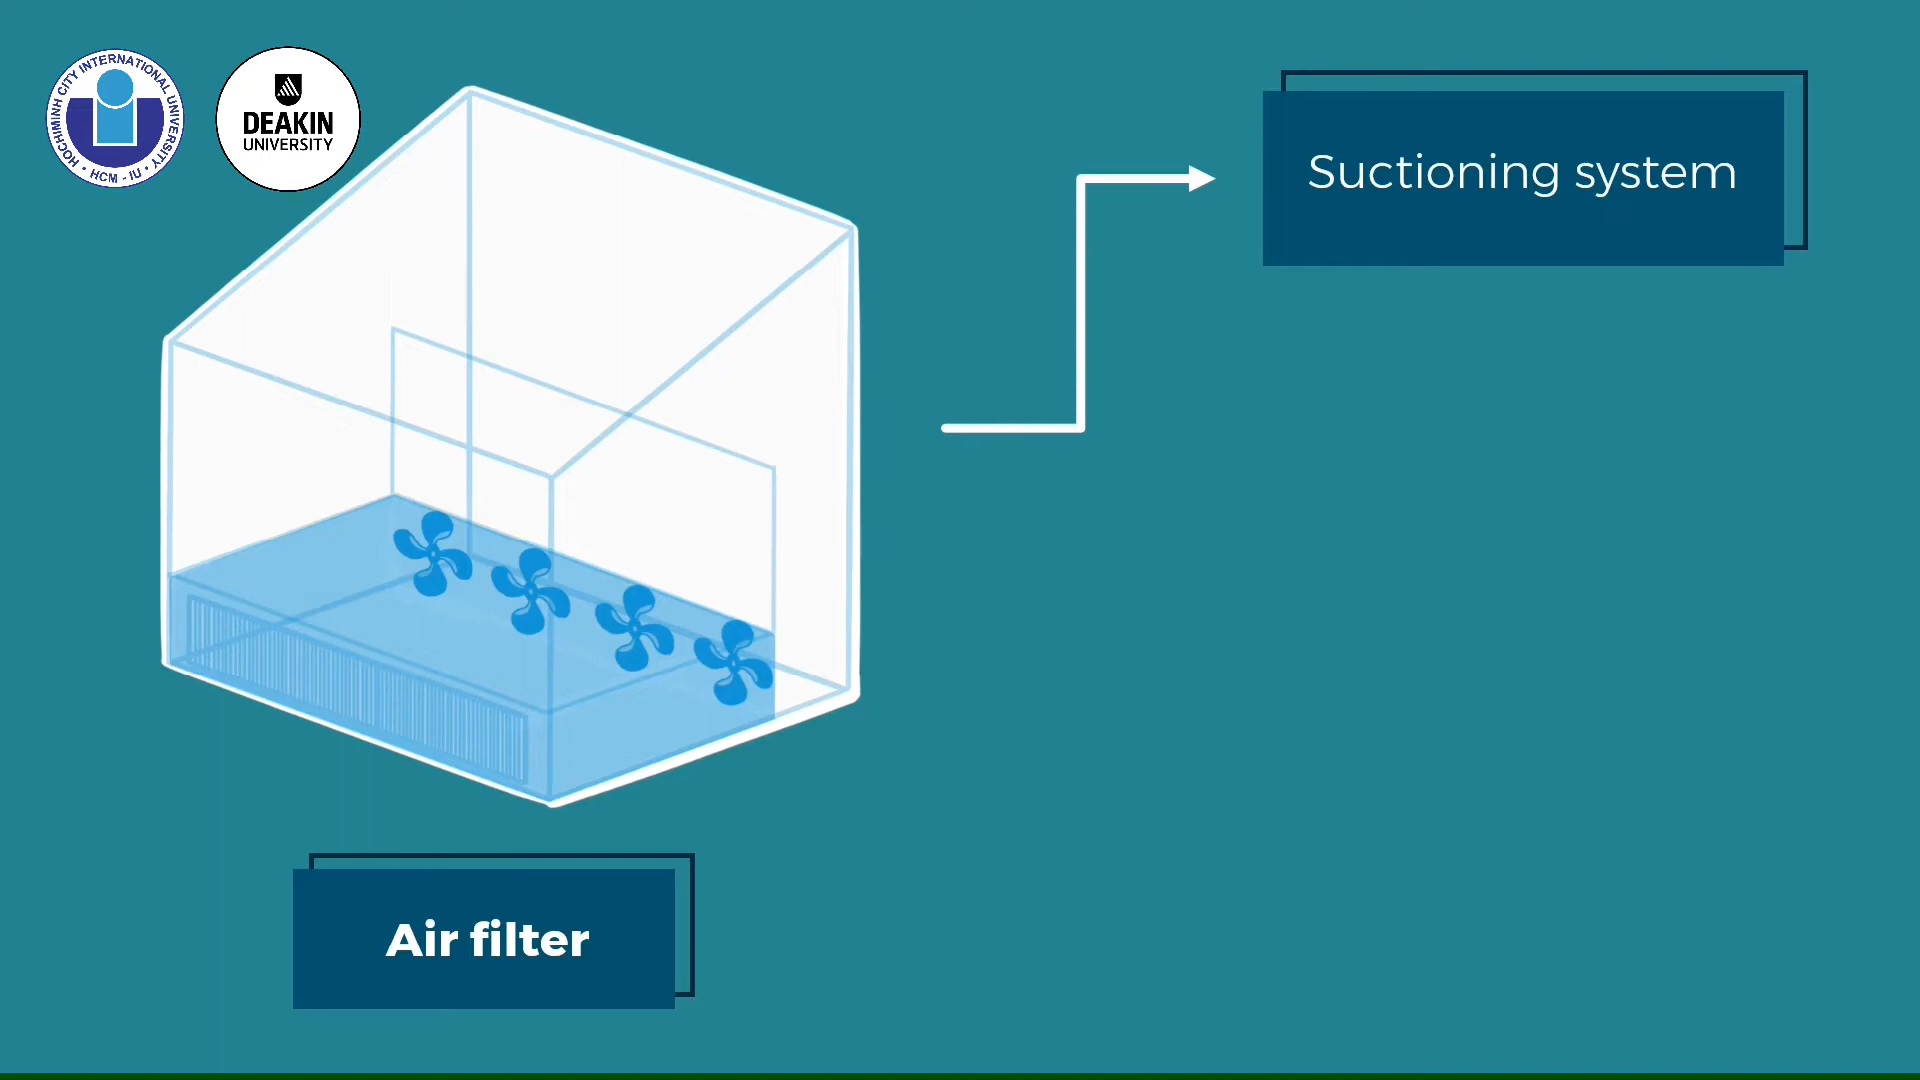 HOCHIMINH CITY INTERNATIONAL UNIVERSITY
• HCM - IU •
DEAKIN
UNIVERSITY
Suctioning system
Air filter